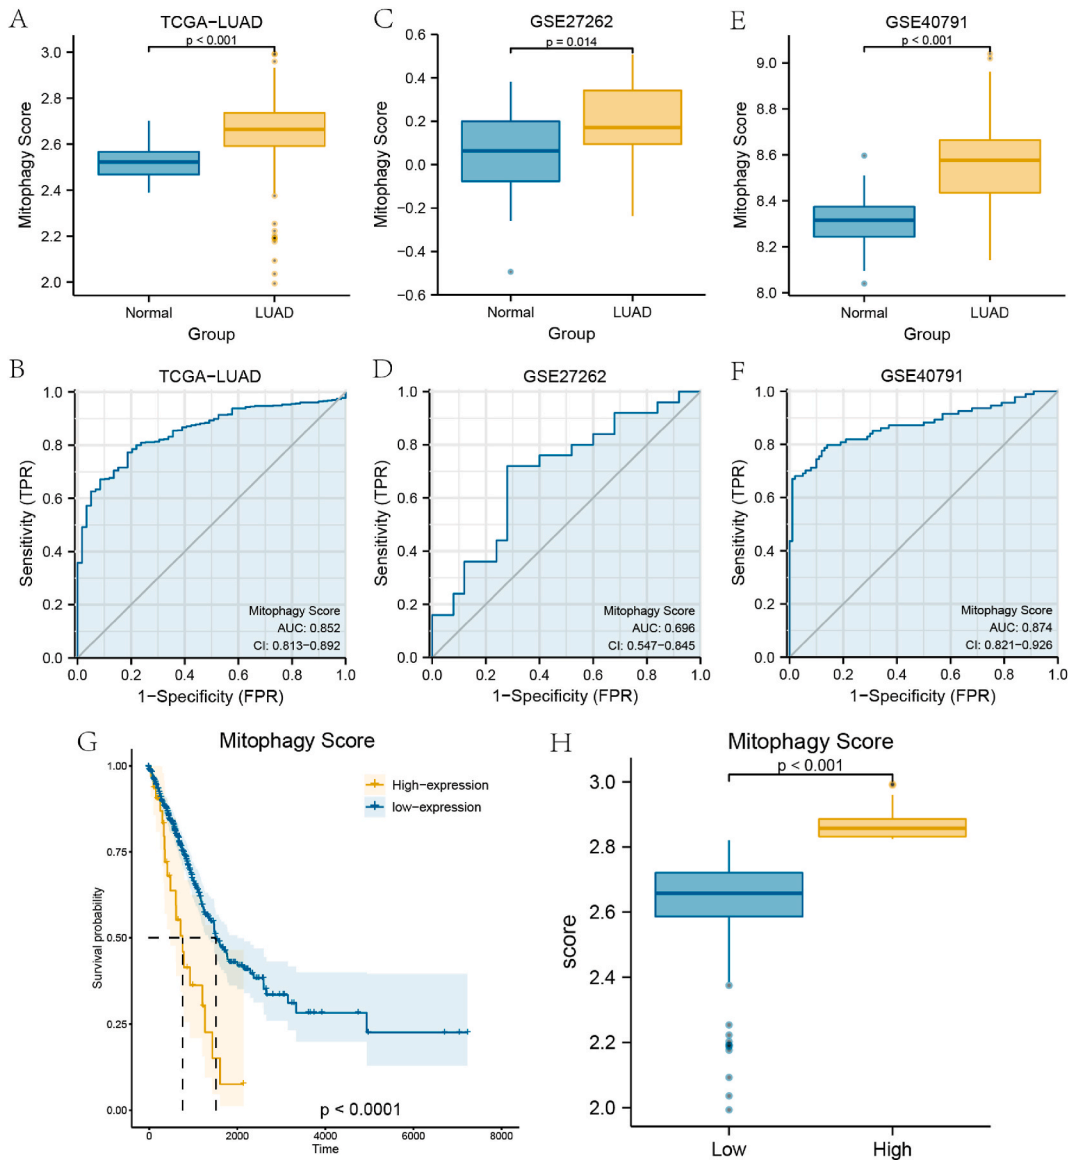 A
TCGA−LUAD
p < 0.001
Mitophagy Score
3.0
2.8
2.6
2.4
2.2
2.0
Normal
LUAD
Group
C
GSE27262
p = 0.014
Mitophagy Score
0.6
0.4
0.2
0.0
−0.2
−0.4
−0.6
Normal
LUAD
Group
E
GSE40791
p < 0.001
Mitophagy Score
9.0
8.8
8.6
8.4
8.2
8.0
Normal
LUAD
Group
B
TCGA−LUAD
Sensitivity (TPR)
1.0
0.8
0.6
0.4
0.2
0.0
Mitophagy Score
AUC: 0.852
CI: 0.813−0.892
0.0 0.2 0.4 0.6 0.8 1.0
1−Specificity (FPR)
D
GSE27262
Sensitivity (TPR)
1.0
0.8
0.6
0.4
0.2
0.0
Mitophagy Score
AUC: 0.696
CI: 0.547−0.845
0.0 0.2 0.4 0.6 0.8 1.0
1−Specificity (FPR)
F
GSE40791
Sensitivity (TPR)
1.0
0.8
0.6
0.4
0.2
0.0
Mitophagy Score
AUC: 0.874
CI: 0.821−0.926
0.0 0.2 0.4 0.6 0.8 1.0
1−Specificity (FPR)
G
Mitophagy Score
High−expression
low−expression
Survival probability
1.00
0.75
0.50
0.25
0.00
p < 0.0001
0 2000 4000 6000 8000
Time
H
Mitophagy Score
p < 0.001
score
3.0
2.8
2.6
2.4
2.2
2.0
Low
High